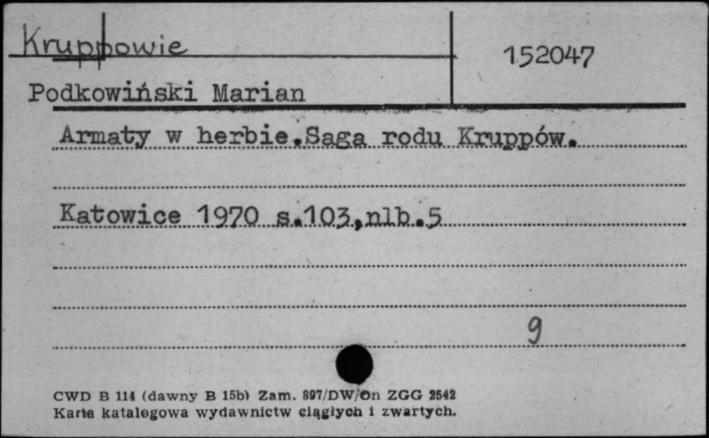 Kruppowie
152047
Podkowiński Marian
Armaty w herbie.Saga rodu Kruppów.
Katowice 1970 s.103,nlb.5
9
CWD B 114 (dawny B 15b) Zam. 897/DW/On ZGG 2542
Karta katalogowa wydawnictw ciągłych i zwartych.